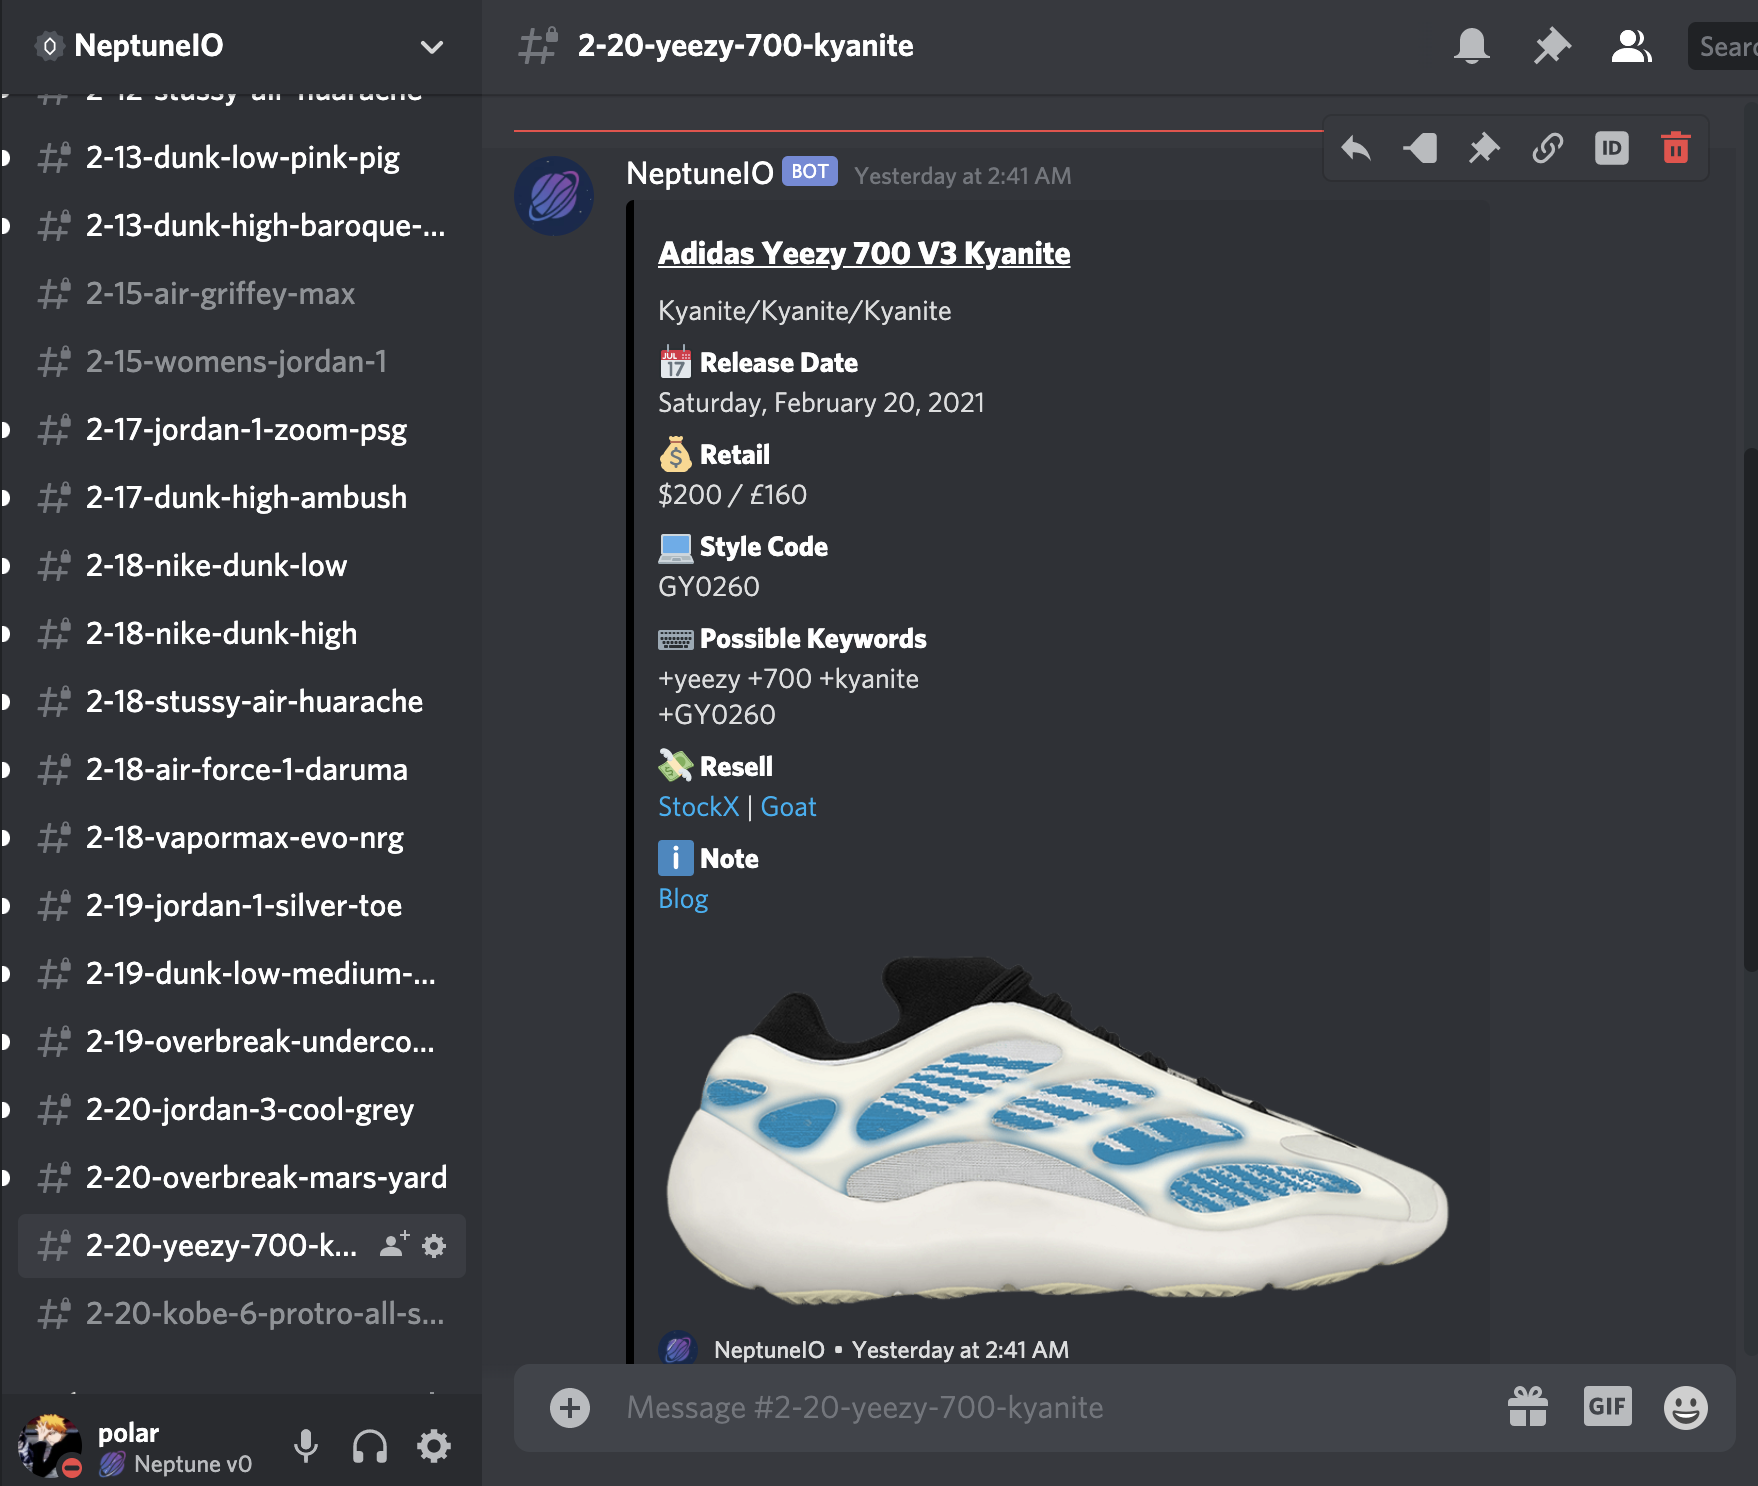 NeptuneIO
2-12-stussy-air-huarache
2-13-dunk-low-pink-pig
2-13-dunk-high-baroque-...
2-15-air-griffey-max
2-15-womens-jordan-1
2-17-jordan-1-zoom-psg
2-17-dunk-high-ambush
2-18-nike-dunk-low
2-18-nike-dunk-high
2-18-stussy-air-huarache
2-18-air-force-1-daruma
2-18-vapormax-evo-nrg
2-19-jordan-1-silver-toe
2-19-dunk-low-medium-...
2-19-overbreak-underco...
2-20-jordan-3-cool-grey
2-20-overbreak-mars-yard
2-20-yeezy-700-k...
2-20-kobe-6-protro-all-s...
polar
Neptune v0
2-20-yeezy-700-kyanite
Searc
ID
NeptuneIO BOT Yesterday at 2:41 AM
Adidas Yeezy 700 V3 Kyanite
Kyanite/Kyanite/Kyanite
JUL
17
Release Date
Saturday, February 20, 2021
Retail
$200 / £160
Style Code
GY0260
Possible Keywords
+yeezy +700 +kyanite
+GY0260
Resell
StockX | Goat
Note
Blog
NeptuneIO • Yesterday at 2:41 AM
Message #2-20-yeezy-700-kyanite
GIF